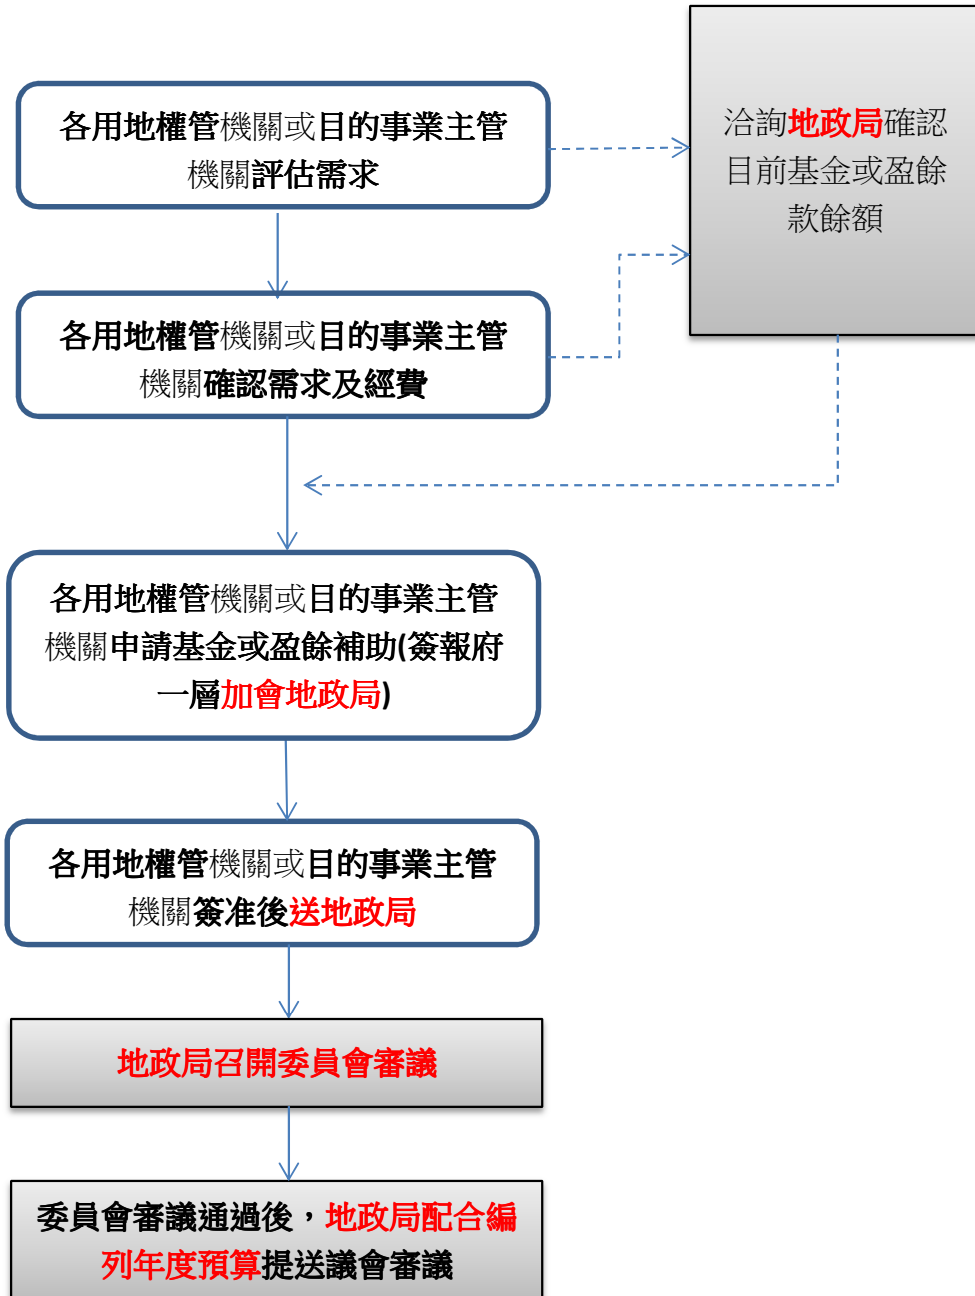 各用地權管機關或目的事業主管
機關評估需求
洽詢地政局確認
目前基金或盈餘
款餘額
各用地權管機關或目的事業主管
機關確認需求及經費
各用地權管機關或目的事業主管
機關申請基金或盈餘補助(簽報府
一層加會地政局)
各用地權管機關或目的事業主管
機關簽准後送地政局
地政局召開委員會審議
委員會審議通過後，地政局配合編
列年度預算提送議會審議